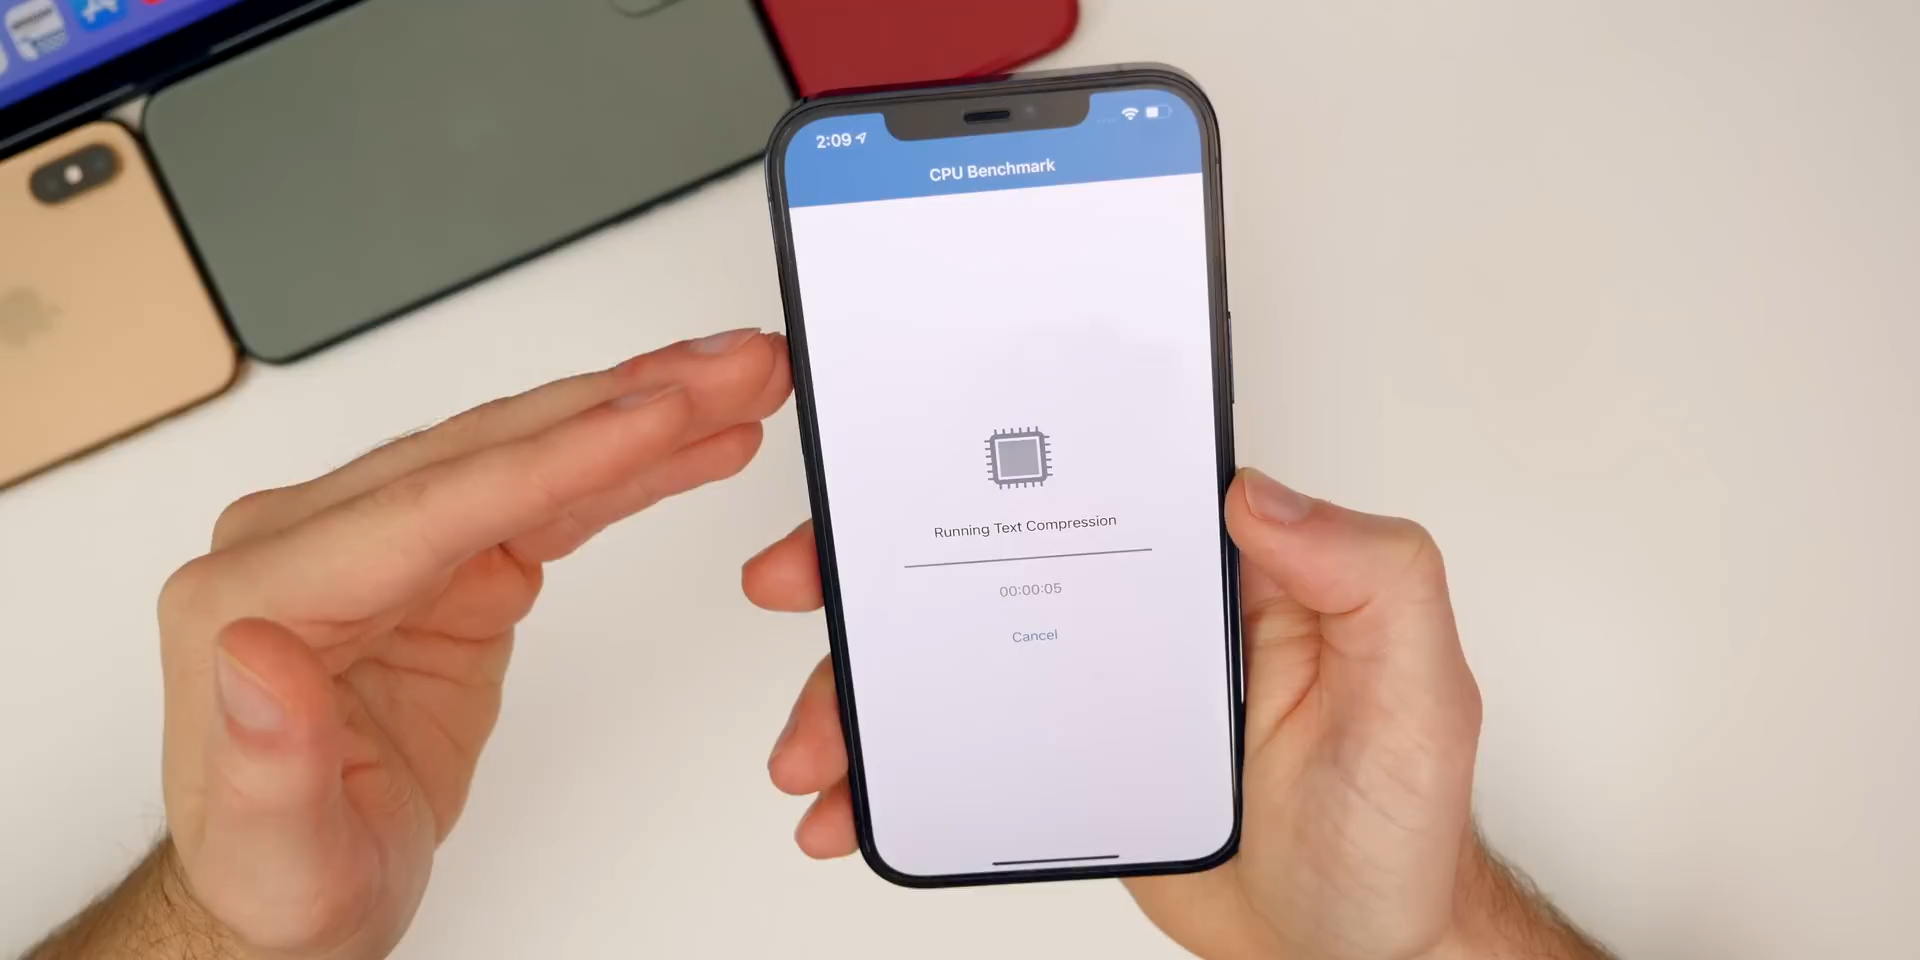 2:09
CPU Benchmark
Running Text Compression
00:00:05
Cancel